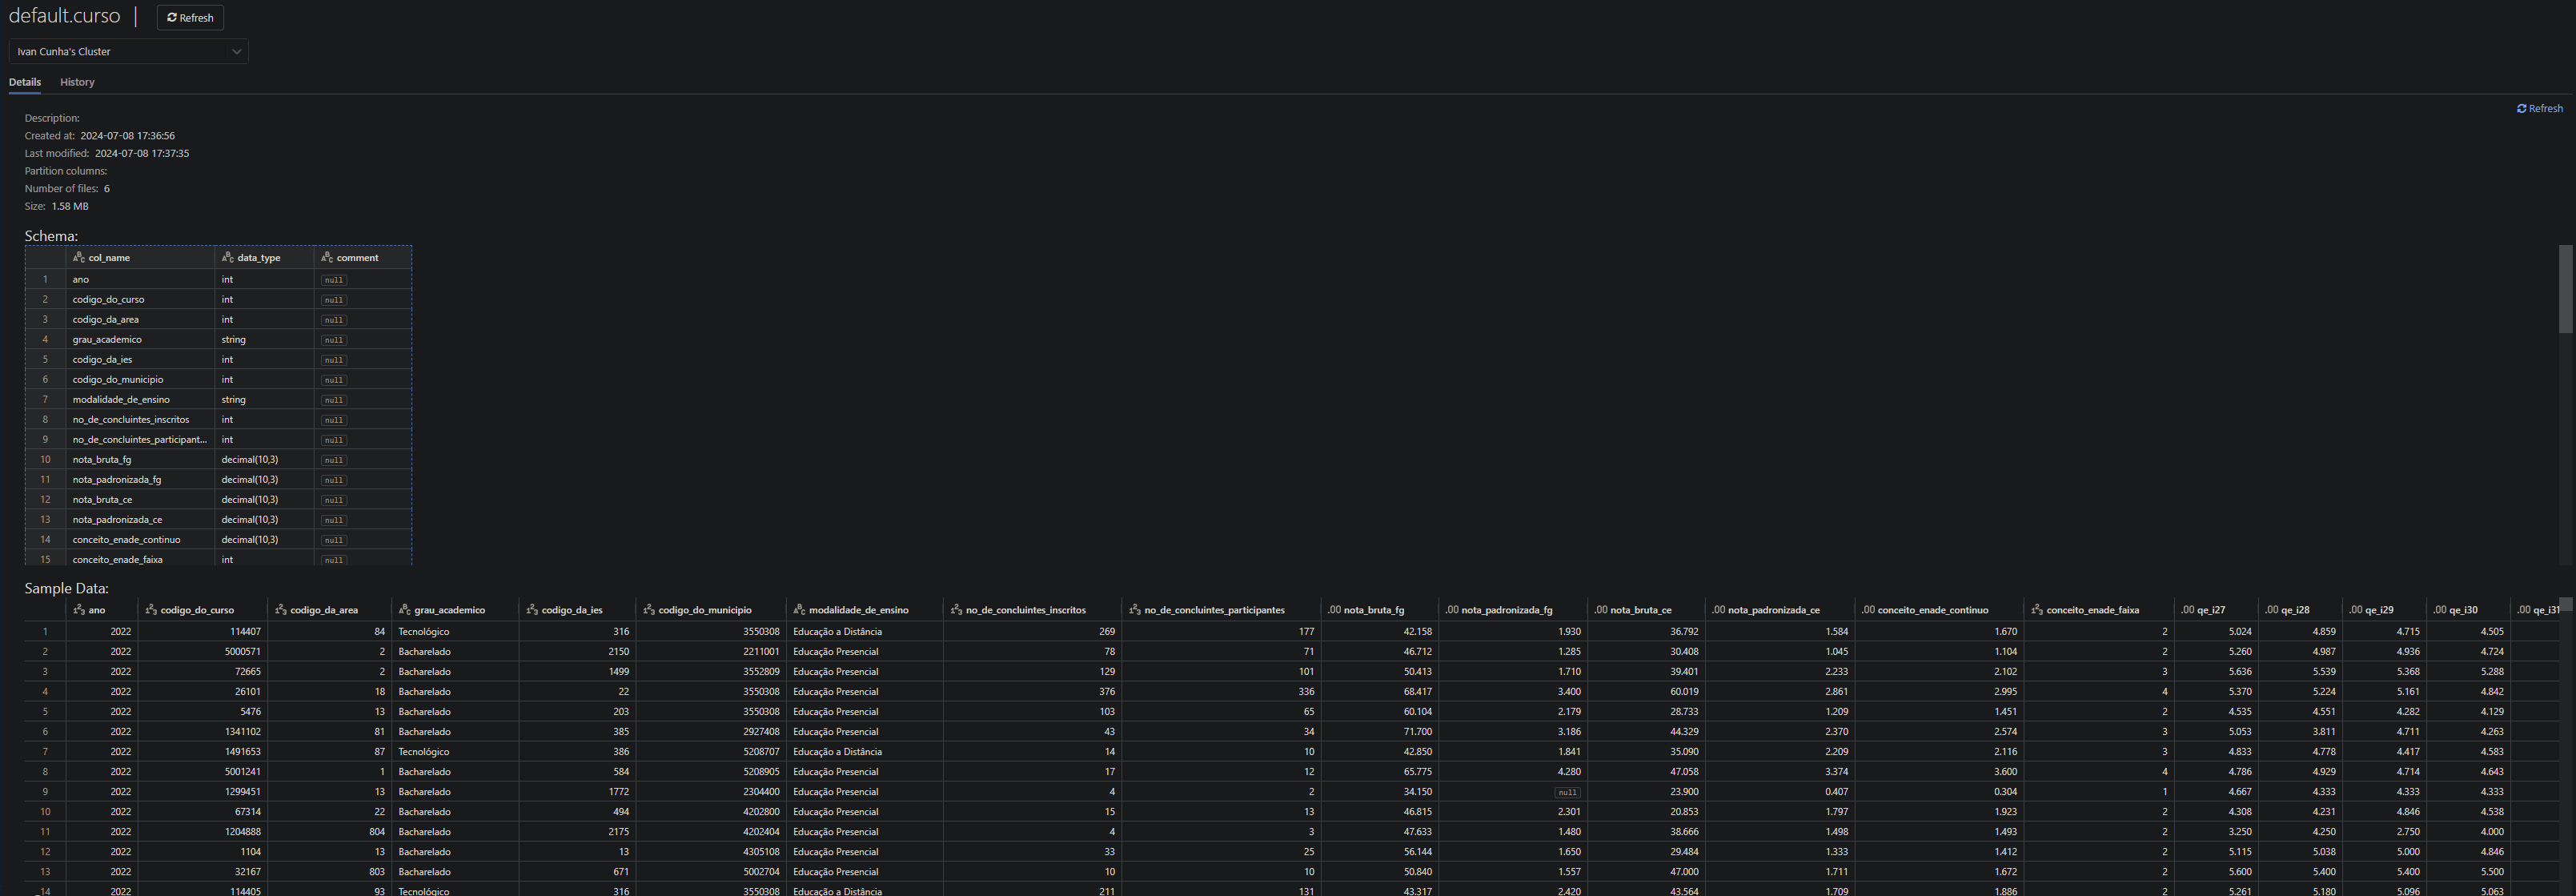 default.curso
Refresh
Ivan Cunha's Cluster
Details History
Refresh
Description:
Created at: 2024-07-08 17:36:56
Last modified: 2024-07-08 17:37:35
Partition columns:
Number of files: 6
Size: 1.58 MB
Schema:
col_name data_type comment
1 ano int null
2 codigo_do_curso int null
3 codigo_da_area int null
4 grau_academico string null
5 codigo_da_ies int null
6 codigo_do_municipio int null
7 modalidade_de_ensino string null
8 no_de_concluintes_inscritos int null
9 no_de_concluintes_participant... int null
10 nota_bruta_fg decimal(10,3) null
11 nota_padronizada_fg decimal(10,3) null
12 nota_bruta_ce decimal(10,3) null
13 nota_padronizada_ce decimal(10,3) null
14 conceito_enade_continuo decimal(10,3) null
15 conceito_enade_faixa int null
Sample Data:
ano codigo_do_curso codigo_da_area grau_academico codigo_da_ies codigo_do_municipio modalidade_de_ensino no_de_concluintes_inscritos no_de_concluintes_participantes nota_bruta_fg nota_padronizada_fg nota_bruta_ce nota_padronizada_ce conceito_enade_continuo conceito_enade_faixa qe_i27 qe_i28 qe_i29 qe_i30 qe_i31
1 2022 114407 84 Tecnológico 316 3550308 Educação a Distância 269 177 42.158 1.930 36.792 1.584 1.670 2 5.024 4.859 4.715 4.505
2 2022 5000571 2 Bacharelado 2150 2211001 Educação Presencial 78 71 46.712 1.285 30.408 1.045 1.104 2 5.260 4.987 4.936 4.724
3 2022 72665 2 Bacharelado 1499 3552809 Educação Presencial 129 101 50.413 1.710 39.401 2.233 2.102 3 5.636 5.539 5.368 5.288
4 2022 26101 18 Bacharelado 22 3550308 Educação Presencial 376 336 68.417 3.400 60.019 2.861 2.995 4 5.370 5.224 5.161 4.842
5 2022 5476 13 Bacharelado 203 3550308 Educação Presencial 103 65 60.104 2.179 28.733 1.209 1.451 2 4.535 4.551 4.282 4.129
6 2022 1341102 81 Bacharelado 385 2927408 Educação Presencial 43 34 71.700 3.186 44.329 2.370 2.574 3 5.053 3.811 4.711 4.263
7 2022 1491653 87 Tecnológico 386 5208707 Educação a Distância 14 10 42.850 1.841 35.090 2.209 2.116 3 4.833 4.778 4.417 4.583
8 2022 5001241 1 Bacharelado 584 5208905 Educação Presencial 17 12 65.775 4.280 47.058 3.374 3.600 4 4.786 4.929 4.714 4.643
9 2022 1299451 13 Bacharelado 1772 2304400 Educação Presencial 4 2 34.150 null 23.900 0.407 0.304 1 4.667 4.333 4.333 4.333
10 2022 67314 22 Bacharelado 494 4202800 Educação Presencial 15 13 46.815 2.301 20.853 1.797 1.923 2 4.308 4.231 4.846 4.538
11 2022 1204888 804 Bacharelado 2175 4202404 Educação Presencial 4 3 47.633 1.480 38.666 1.498 1.493 2 3.250 4.250 2.750 4.000
12 2022 1104 13 Bacharelado 13 4305108 Educação Presencial 33 25 56.144 1.650 29.484 1.333 1.412 2 5.115 5.038 5.000 4.846
13 2022 32167 803 Bacharelado 671 5002704 Educação Presencial 10 10 50.840 1.557 47.000 1.711 1.672 2 5.600 5.400 5.400 5.500
14 2022 114405 93 Tecnológico 316 3550308 Educação a Distância 211 131 43.317 2.420 43.564 1.709 1.886 2 5.261 5.180 5.096 5.063